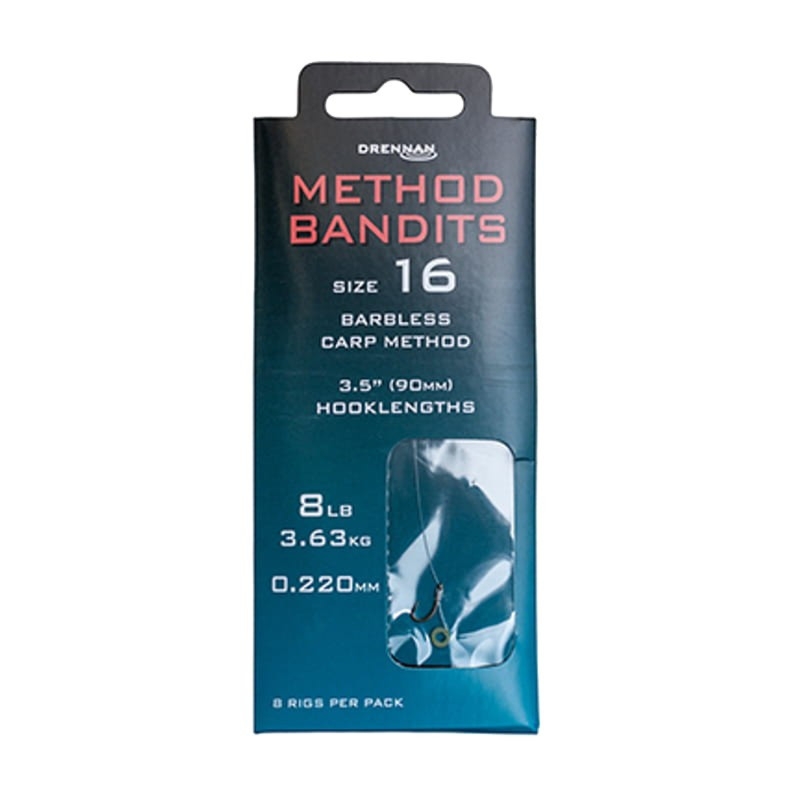 DRENNAN
METHOD
BANDITS
SIZE 16
BARBLESS
CARP METHOD
3.5" (90MM)
HOOKLENGTHS
8LB
3.63KG
0.220MM
8 RIGS PER PACK